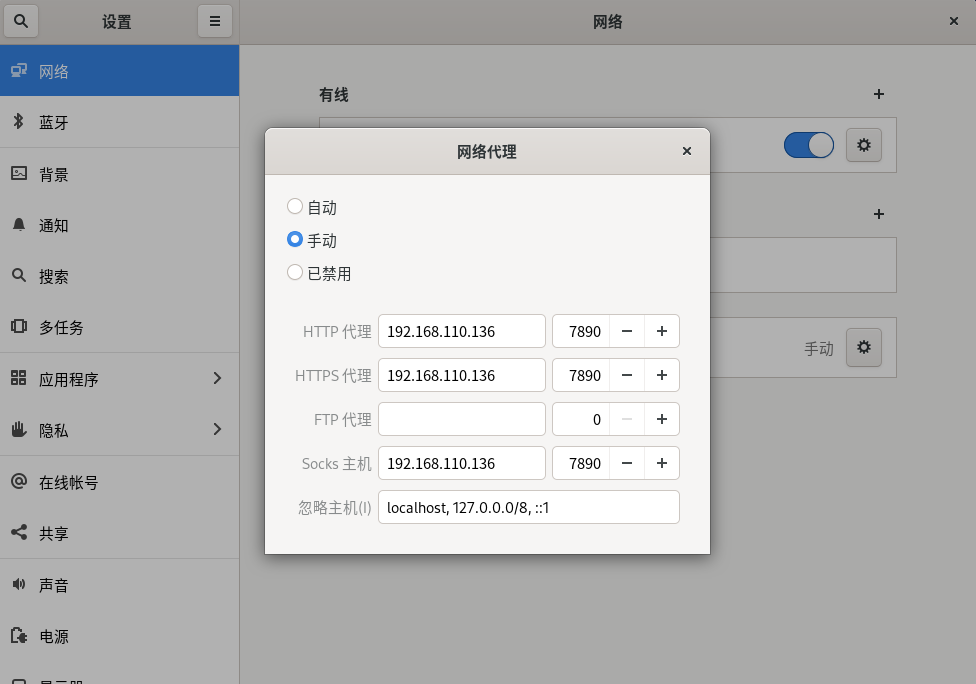 设置
网络
网络
蓝牙
背景
通知
搜索
多任务
应用程序
隐私
在线帐号
共享
声音
电源
有线
手动
网络代理
自动
手动
已禁用
HTTP 代理 192.168.110.136 7890
HTTPS 代理 192.168.110.136 7890
FTP 代理 0
Socks 主机 192.168.110.136 7890
忽略主机(I) localhost, 127.0.0.0/8, ::1